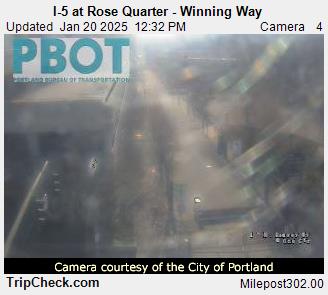 I-5 at Rose Quarter - Winning Way
Updated Jan 20 2025 12:32 PM Camera 4
PBOT
PORTLAND BUREAU OF TRANSPORTATION
Camera courtesy of the City of Portland
TripCheck.com Milepost302.00